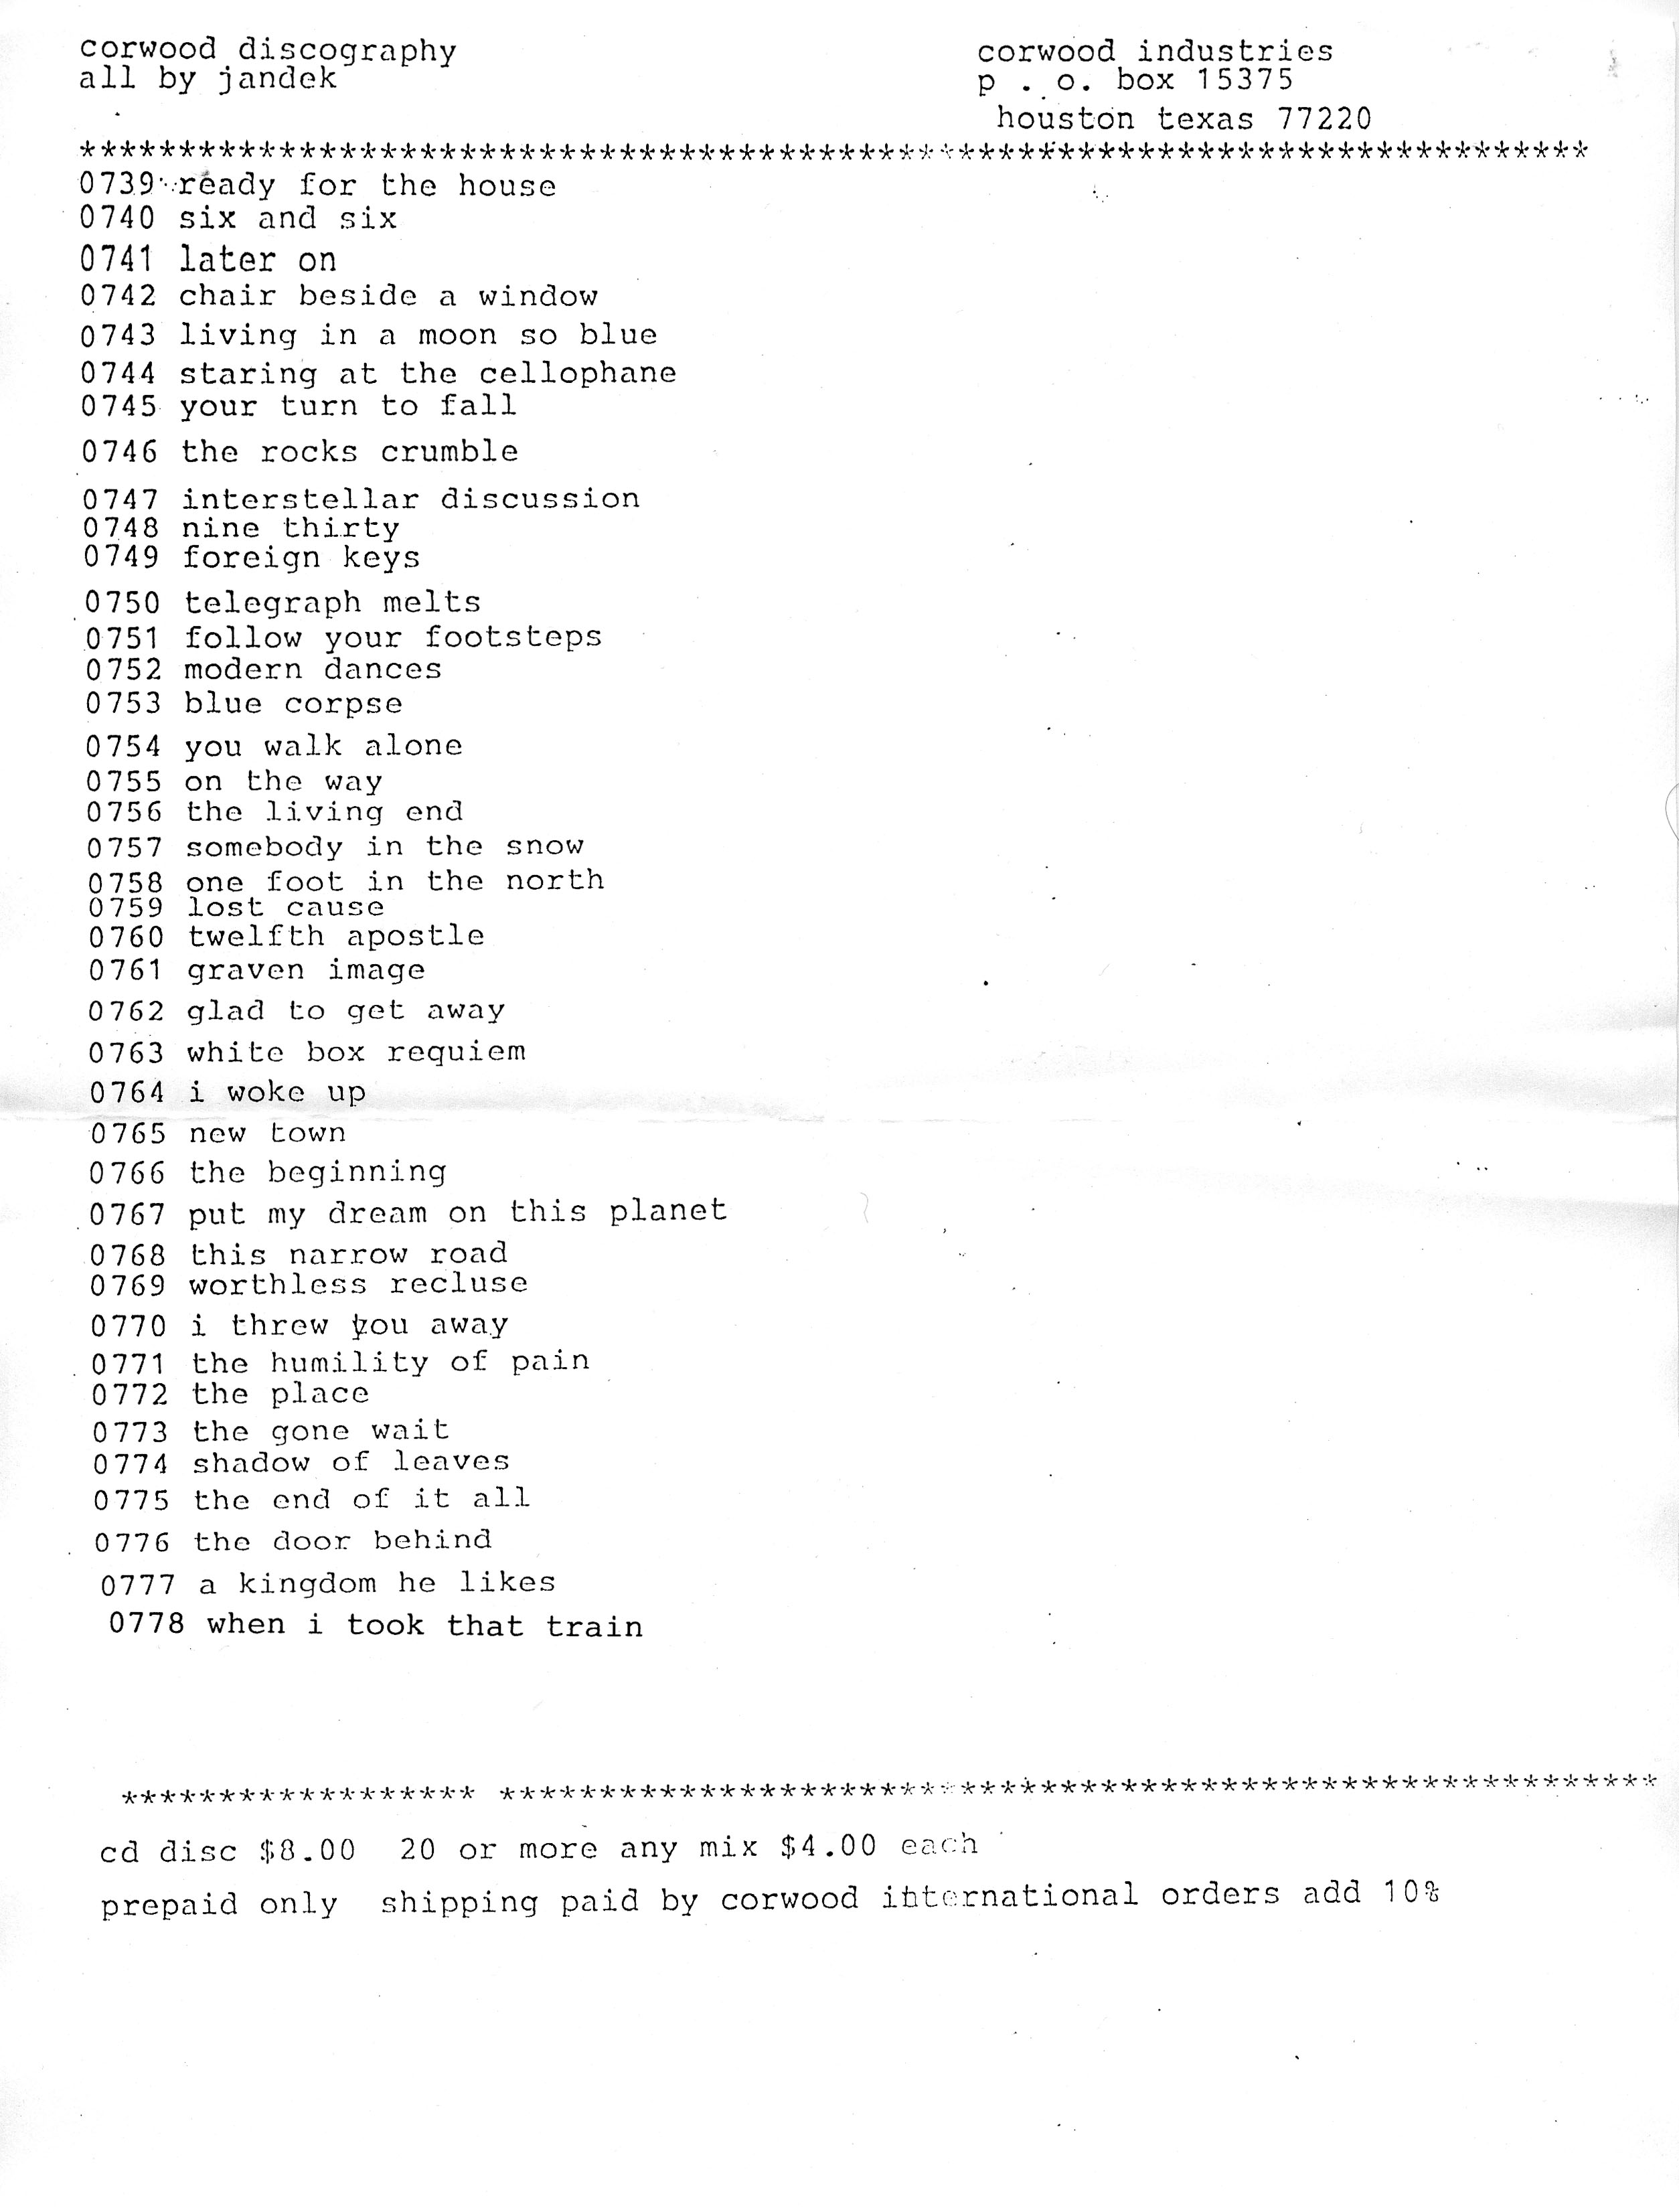 corwood discography
all by jandek
corwood industries
p . o. box 15375
houston texas 77220
***************************************************************************
0739 ready for the house
0740 six and six
0741 later on
0742 chair beside a window
0743 living in a moon so blue
0744 staring at the cellophane
0745 your turn to fall
0746 the rocks crumble
0747 interstellar discussion
0748 nine thirty
0749 foreign keys
0750 telegraph melts
0751 follow your footsteps
0752 modern dances
0753 blue corpse
0754 you walk alone
0755 on the way
0756 the living end
0757 somebody in the snow
0758 one foot in the north
0759 lost cause
0760 twelfth apostle
0761 graven image
0762 glad to get away
0763 white box requiem
0764 i woke up
0765 new town
0766 the beginning
0767 put my dream on this planet
0768 this narrow road
0769 worthless recluse
0770 i threw you away
0771 the humility of pain
0772 the place
0773 the gone wait
0774 shadow of leaves
0775 the end of it all
0776 the door behind
0777 a kingdom he likes
0778 when i took that train
****************** **********************************************************
cd disc $8.00  20 or more any mix $4.00 each
prepaid only  shipping paid by corwood international orders add 10%